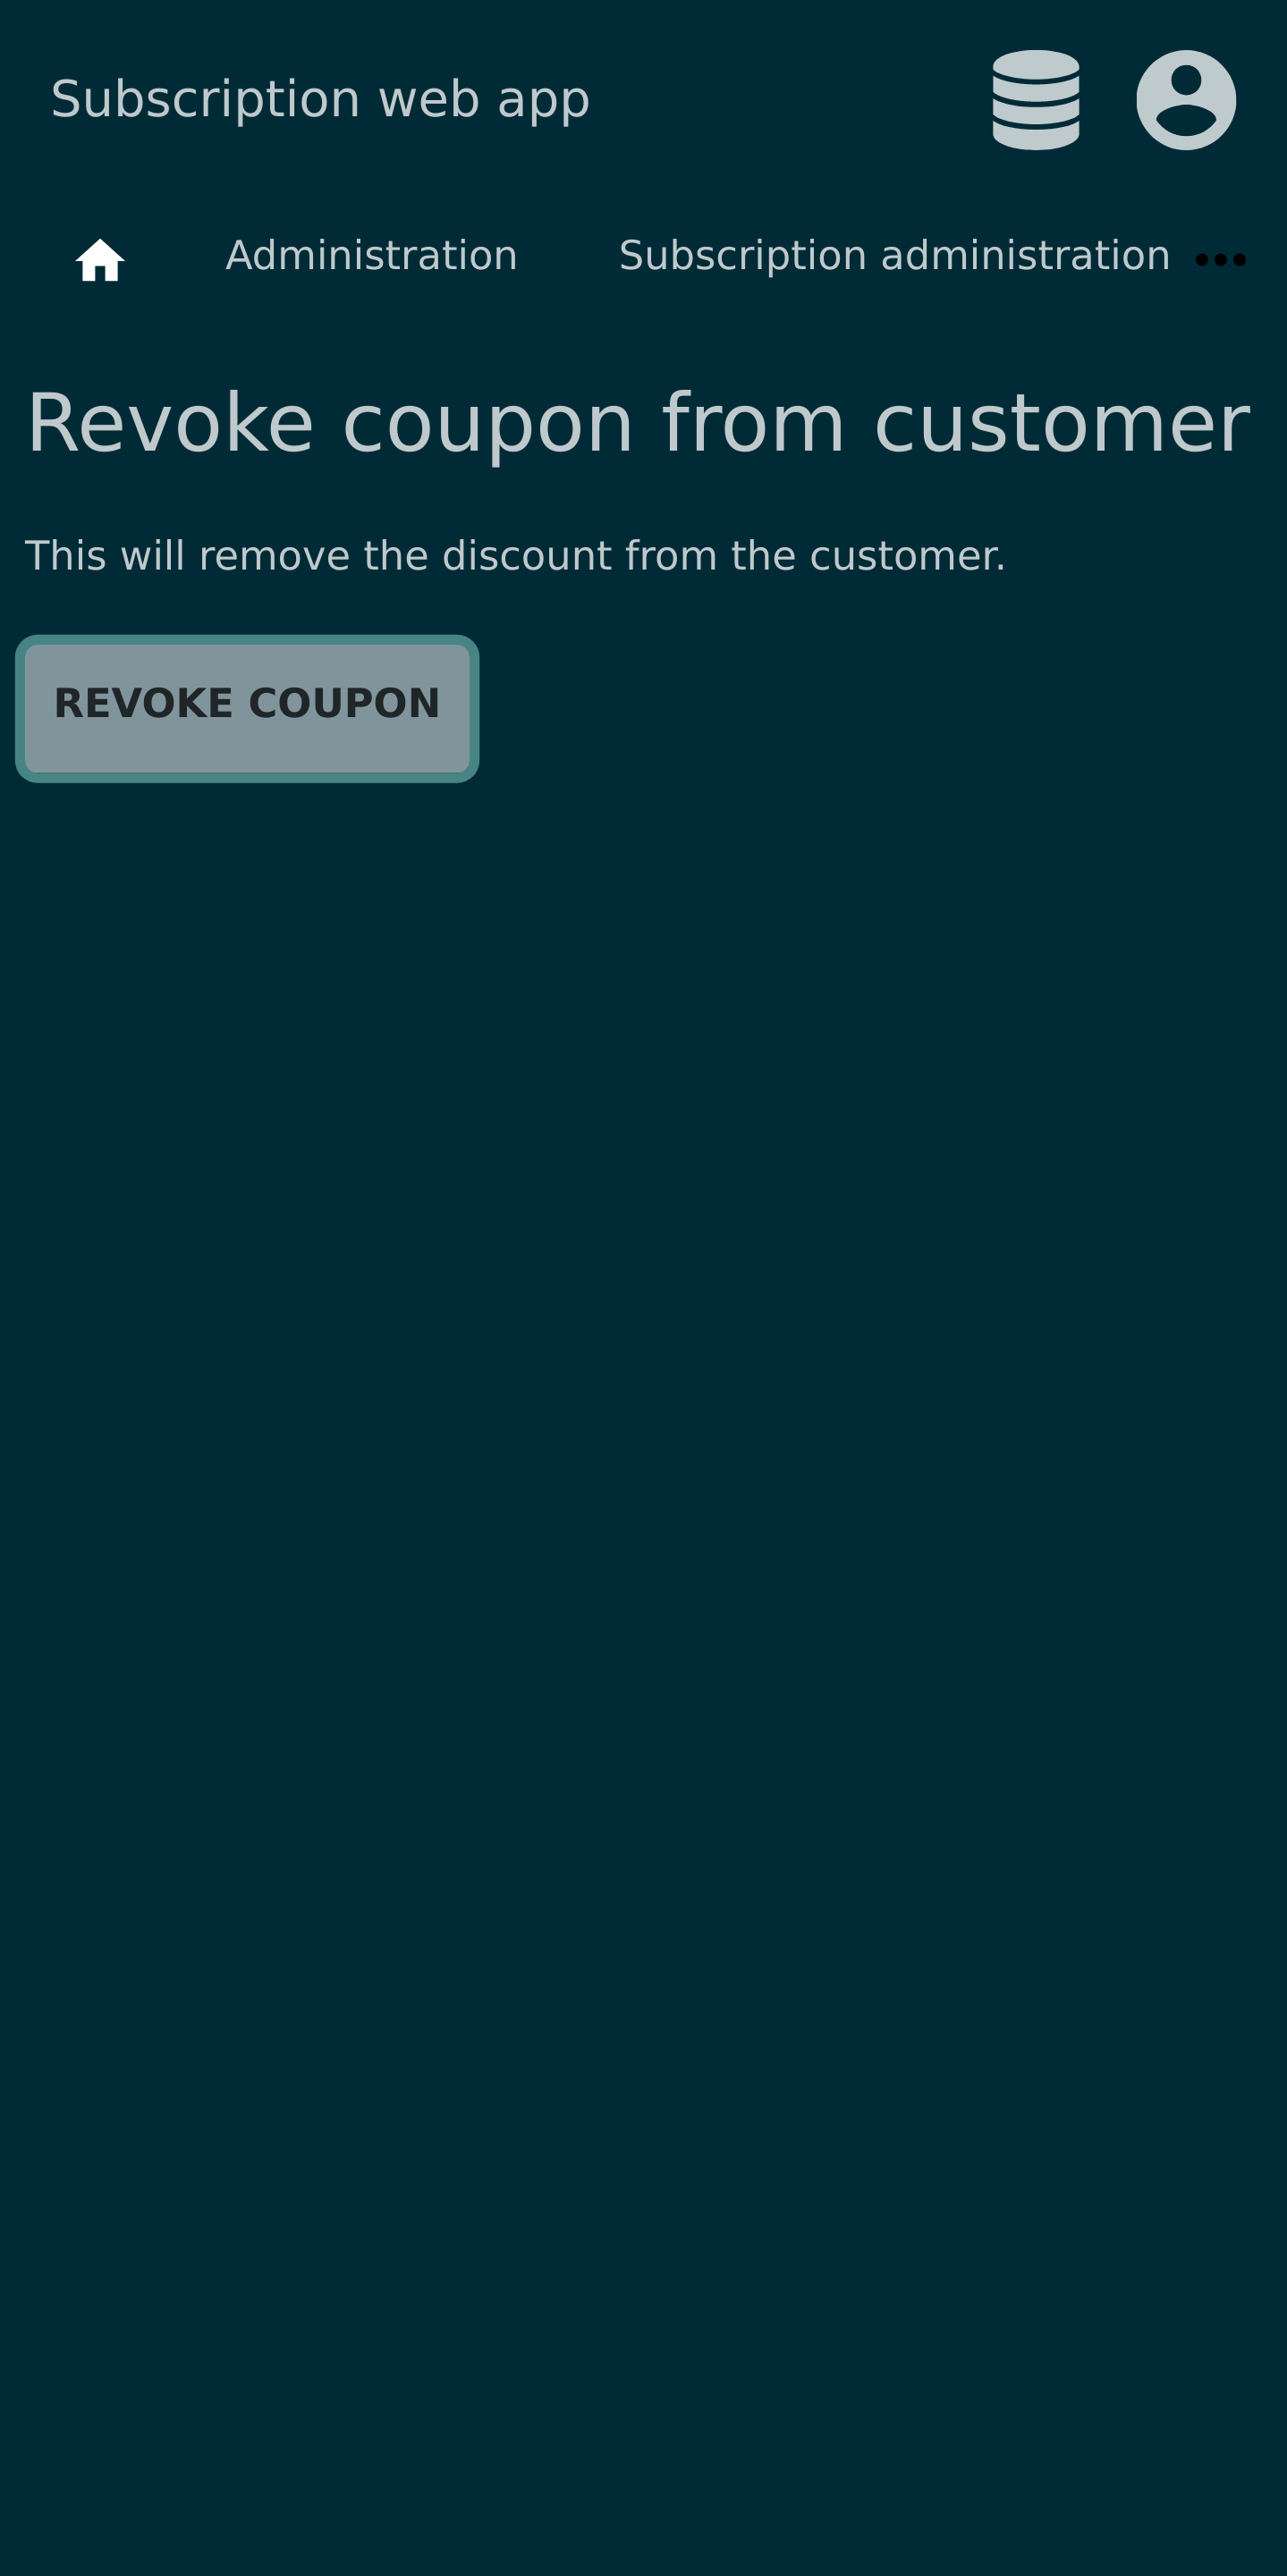 Subscription web app
Administration Subscription administration
Revoke coupon from customer
This will remove the discount from the customer.
REVOKE COUPON